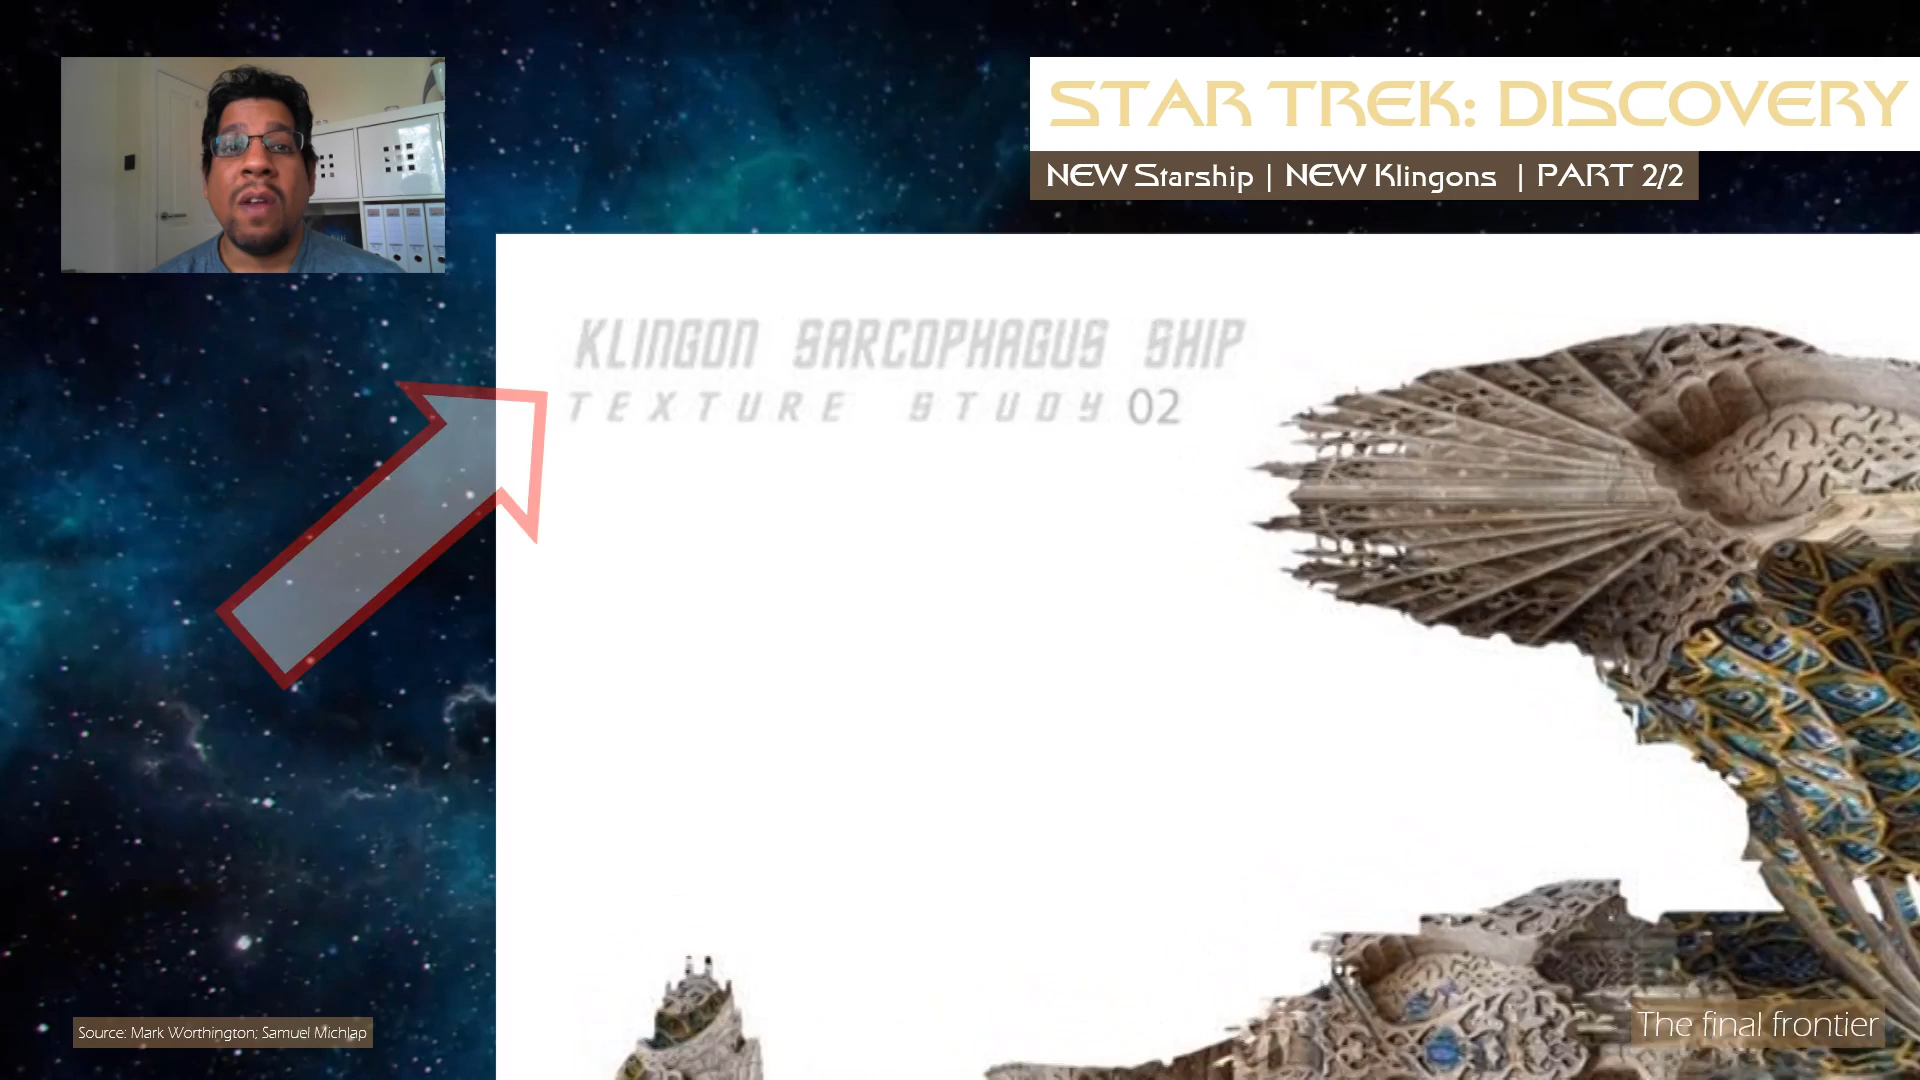 STAR TREK: DISCOVERY
NEW Starship | NEW Klingons | PART 2/2
KLINGON SARCOPHAGUS SHIP
TEXTURE STUDY 02
Source: Mark Worthington; Samuel Michlap
The final frontier